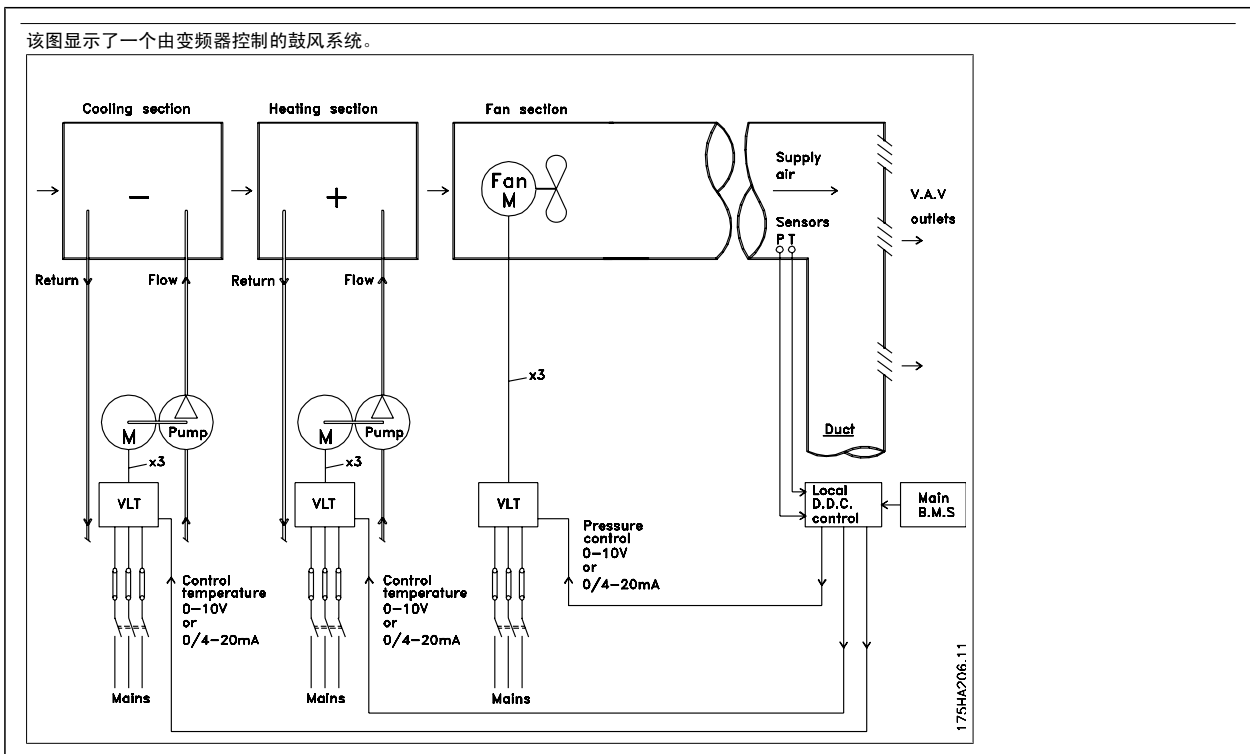 该图显示了一个由变频器控制的鼓风系统。
Cooling section
Heating section
Fan section
−
+
Fan
M
Supply
air
Sensors
P T
V.A.V
outlets
Return
Flow
Return
Flow
x3
M
Pump
M
Pump
Duct
x3
x3
VLT
VLT
VLT
Local
D.D.C.
control
Main
B.M.S
Pressure
control
0-10V
or
0/4-20mA
Control
temperature
0-10V
or
0/4-20mA
Control
temperature
0-10V
or
0/4-20mA
Mains
Mains
Mains
175HA206.11